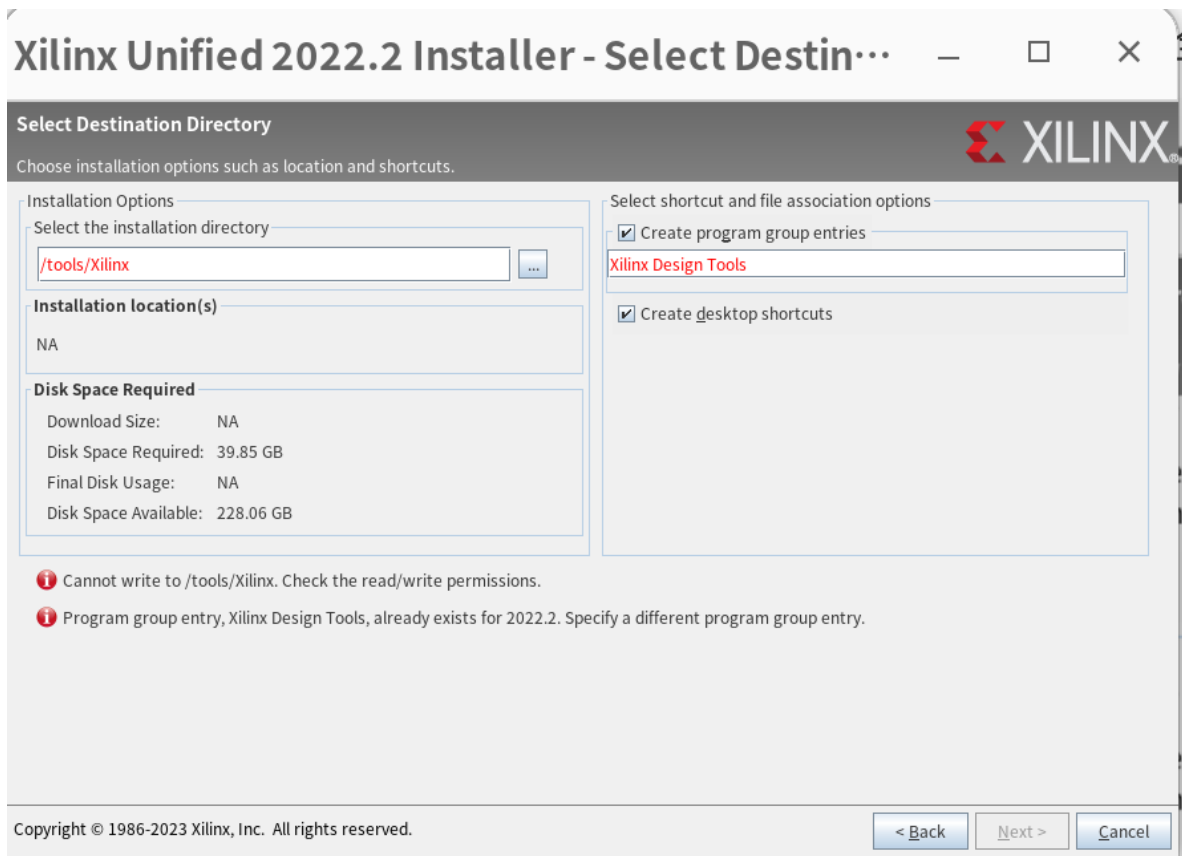 Xilinx Unified 2022.2 Installer - Select Destin···
Select Destination Directory
Choose installation options such as location and shortcuts.
XILINX®
Installation Options
Select the installation directory
/tools/Xilinx
...
Installation location(s)
NA
Disk Space Required
Download Size: NA
Disk Space Required: 39.85 GB
Final Disk Usage: NA
Disk Space Available: 228.06 GB
Select shortcut and file association options
Create program group entries
Xilinx Design Tools
Create desktop shortcuts
Cannot write to /tools/Xilinx. Check the read/write permissions.
Program group entry, Xilinx Design Tools, already exists for 2022.2. Specify a different program group entry.
Copyright © 1986-2023 Xilinx, Inc. All rights reserved.
< Back
Next >
Cancel